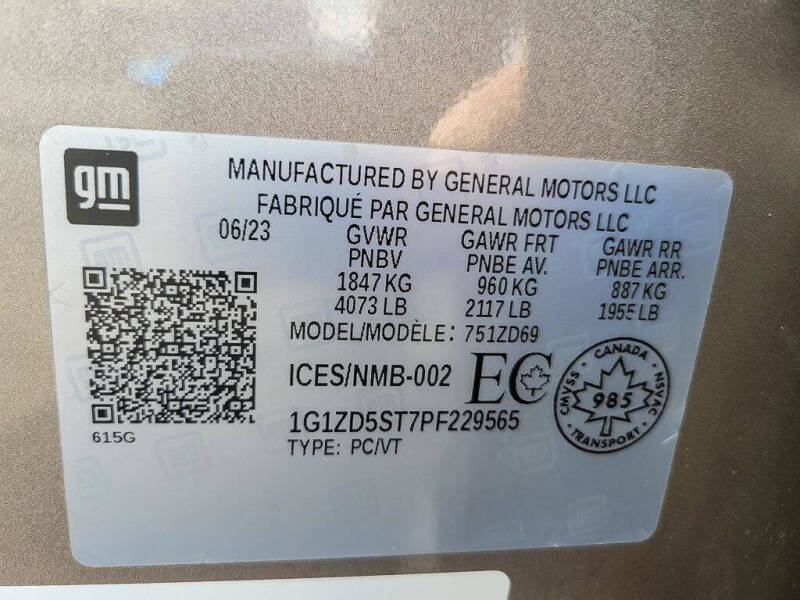 gm
MANUFACTURED BY GENERAL MOTORS LLC
FABRIQUÉ PAR GENERAL MOTORS LLC
06/23 GVWR GAWR FRT GAWR RR
PNBV PNBE AV. PNBE ARR.
1847 KG 960 KG 887 KG
4073 LB 2117 LB 1955 LB
MODEL/MODÈLE: 751ZD69
ICES/NMB-002 EC
1G1ZD5ST7PF229565
TYPE: PC/VT
615G
CANADA
CMVSS 985 NSVAC
TRANSPORT